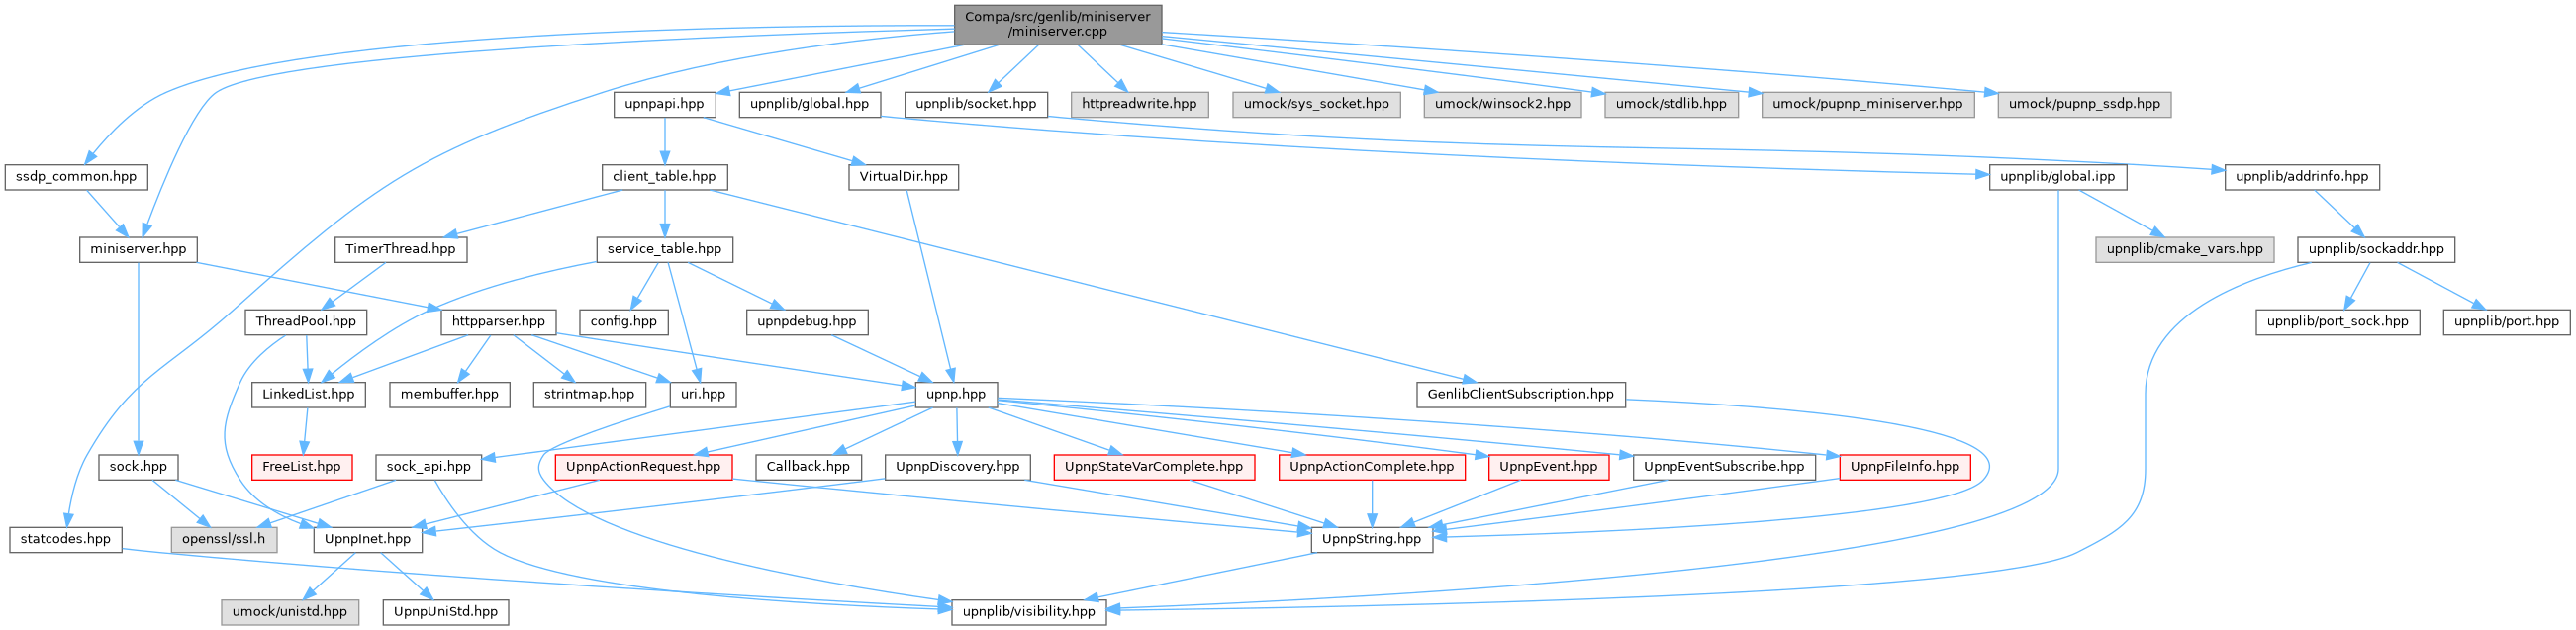 Compa/src/genlib/miniserver
/miniserver.cpp
upnpapi.hpp
upnplib/global.hpp
upnplib/socket.hpp
httpreadwrite.hpp
umock/sys_socket.hpp
umock/winsock2.hpp
umock/stdlib.hpp
umock/pupnp_miniserver.hpp
umock/pupnp_ssdp.hpp
ssdp_common.hpp
client_table.hpp
VirtualDir.hpp
upnplib/global.ipp
upnplib/addrinfo.hpp
miniserver.hpp
TimerThread.hpp
service_table.hpp
upnplib/cmake_vars.hpp
upnplib/sockaddr.hpp
ThreadPool.hpp
httpparser.hpp
config.hpp
upnpdebug.hpp
upnplib/port_sock.hpp
upnplib/port.hpp
LinkedList.hpp
membuffer.hpp
strintmap.hpp
uri.hpp
upnp.hpp
GenlibClientSubscription.hpp
sock.hpp
FreeList.hpp
sock_api.hpp
UpnpActionRequest.hpp
Callback.hpp
UpnpDiscovery.hpp
UpnpStateVarComplete.hpp
UpnpActionComplete.hpp
UpnpEvent.hpp
UpnpEventSubscribe.hpp
UpnpFileInfo.hpp
statcodes.hpp
openssl/ssl.h
UpnpInet.hpp
UpnpString.hpp
umock/unistd.hpp
UpnpUniStd.hpp
upnplib/visibility.hpp